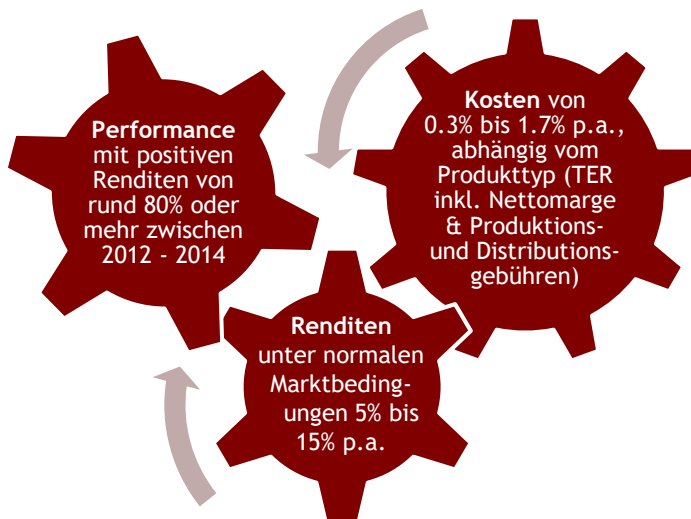 Performance
mit positiven
Renditen von
rund 80% oder
mehr zwischen
2012 - 2014
Kosten von
0.3% bis 1.7% p.a.,
abhängig vom
Produkttyp (TER
inkl. Nettomarge
& Produktions-
und Distributions-
gebühren)
Renditen
unter normalen
Marktbeding-
ungen 5% bis
15% p.a.